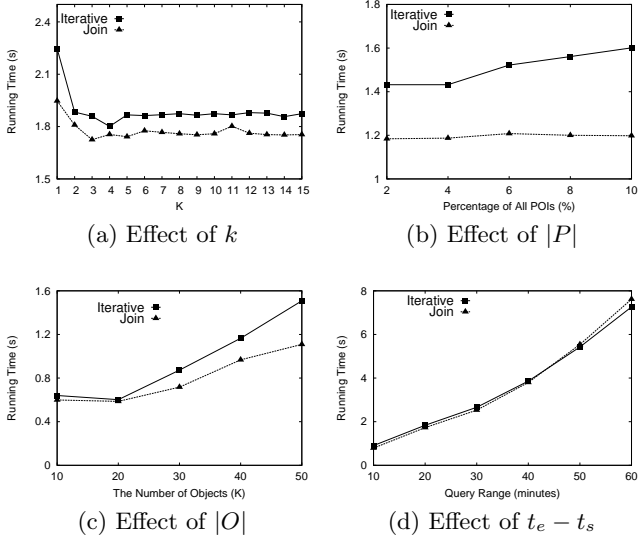 2.4
2.1
1.8
1.5
Running Time (s)
Iterative
Join
1 2 3 4 5 6 7 8 9 10 11 12 13 14 15
K
(a) Effect of k
1.8
1.6
1.4
1.2
1
Running Time (s)
Iterative
Join
2 4 6 8 10
Percentage of All POIs (%)
(b) Effect of |P|
1.6
1.2
0.8
0.4
0
Running Time (s)
Iterative
Join
10 20 30 40 50
The Number of Objects (K)
(c) Effect of |O|
8
6
4
2
0
Running Time (s)
Iterative
Join
10 20 30 40 50 60
Query Range (minutes)
(d) Effect of tₑ − tₛ